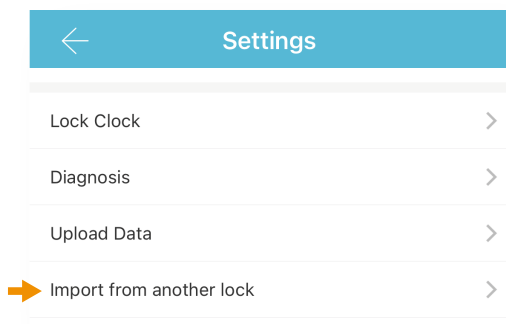 Settings
Lock Clock
Diagnosis
Upload Data
Import from another lock